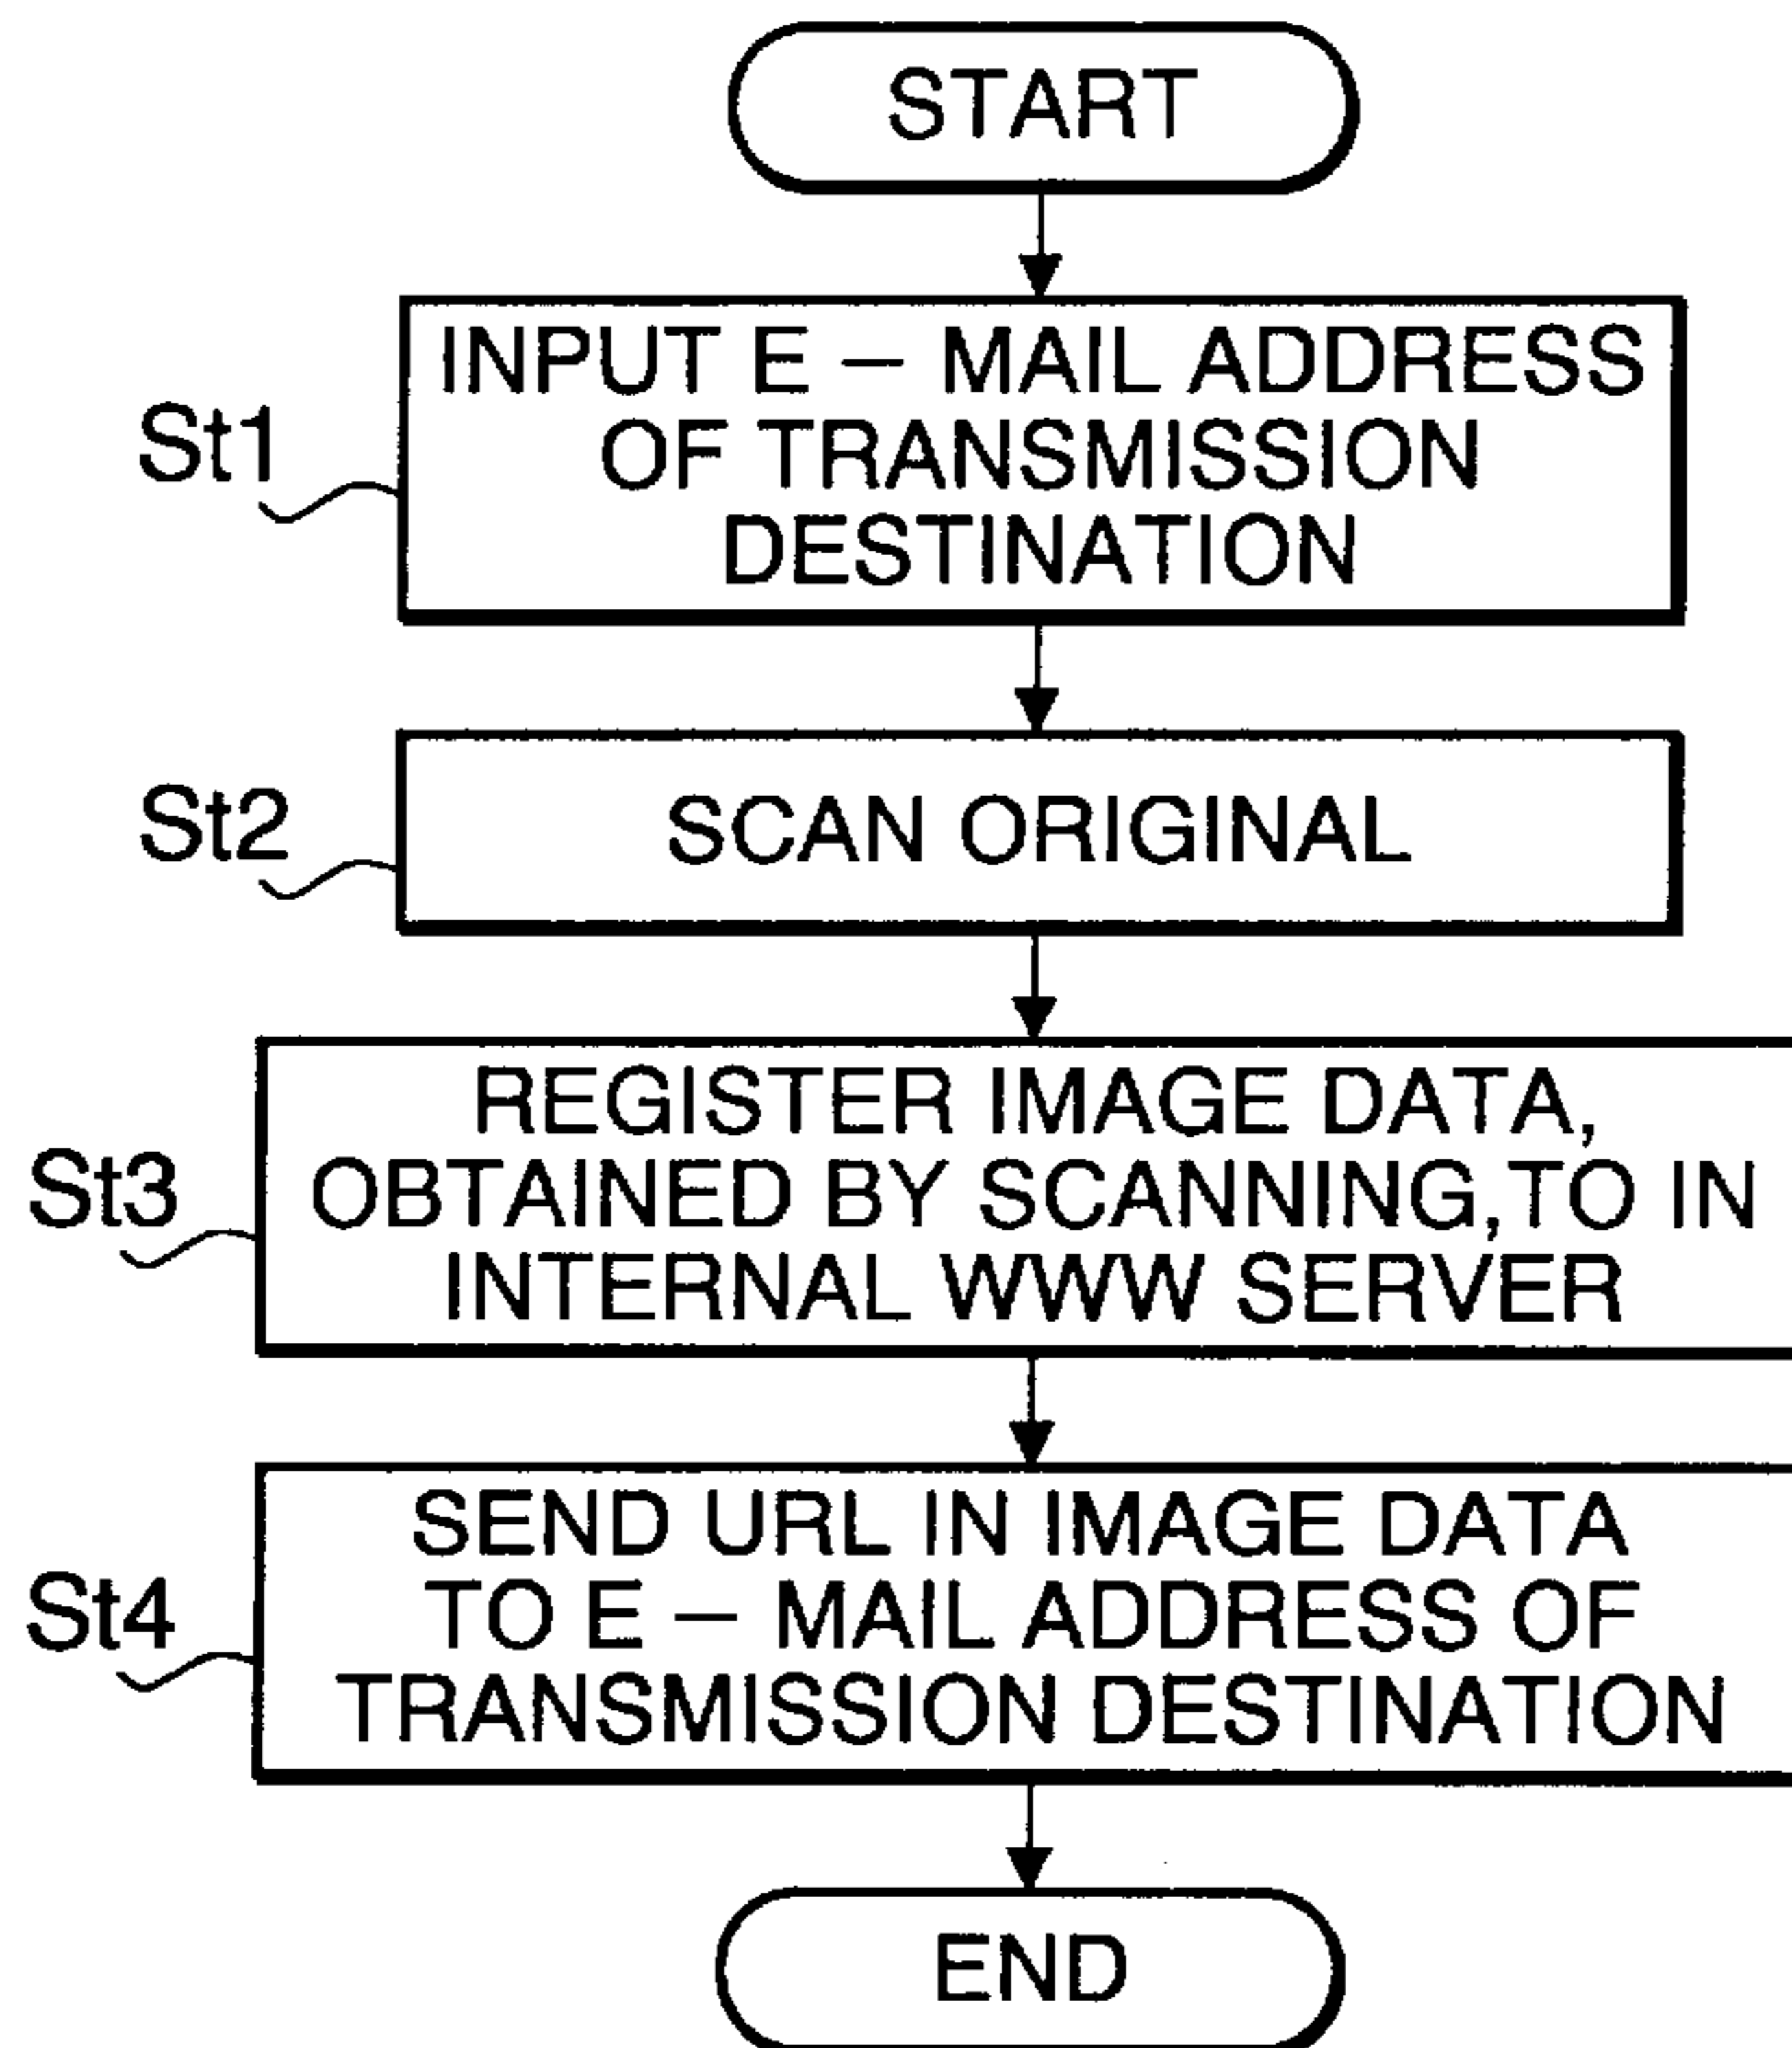 START
St1
INPUT E – MAIL ADDRESS
OF TRANSMISSION
DESTINATION
St2
SCAN ORIGINAL
St3
REGISTER IMAGE DATA,
OBTAINED BY SCANNING,TO IN
INTERNAL WWW SERVER
St4
SEND URL IN IMAGE DATA
TO E – MAIL ADDRESS OF
TRANSMISSION DESTINATION
END